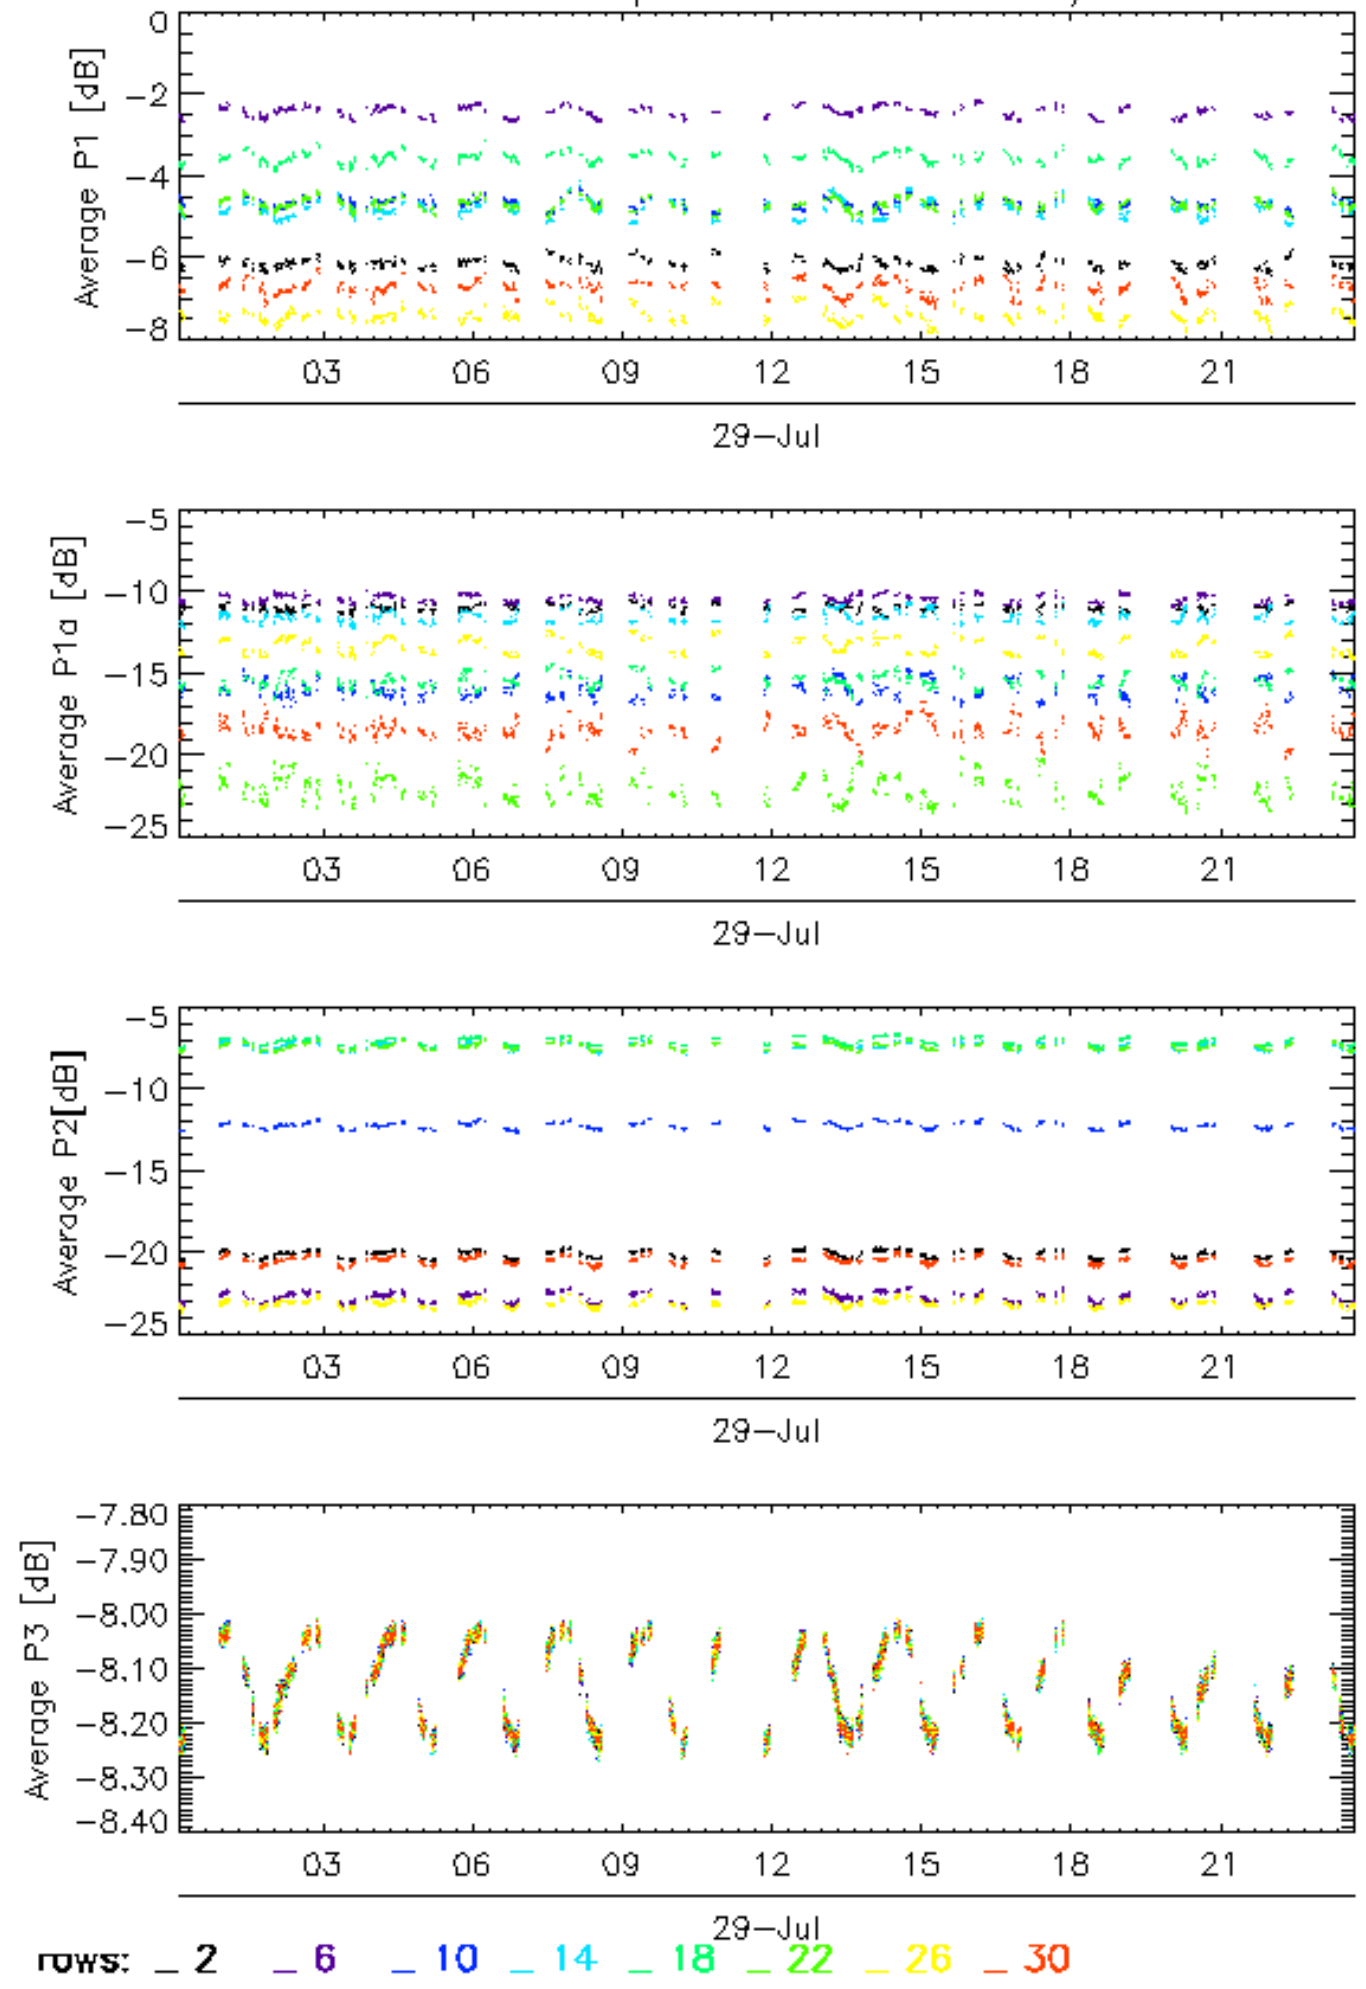 0
Average P1 [dB]
−2
−4
−6
−8
03 06 09 12 15 18 21
29−Jul
−5
Average P1a [dB]
−10
−15
−20
−25
03 06 09 12 15 18 21
29−Jul
−5
Average P2[dB]
−10
−15
−20
−25
03 06 09 12 15 18 21
29−Jul
−7.80
−7.90
Average P3 [dB]
−8.00
−8.10
−8.20
−8.30
−8.40
03 06 09 12 15 18 21
29−Jul
rows: _ 2 _ 6 _ 10 _ 14 _ 18 _ 22 _ 26 _ 30